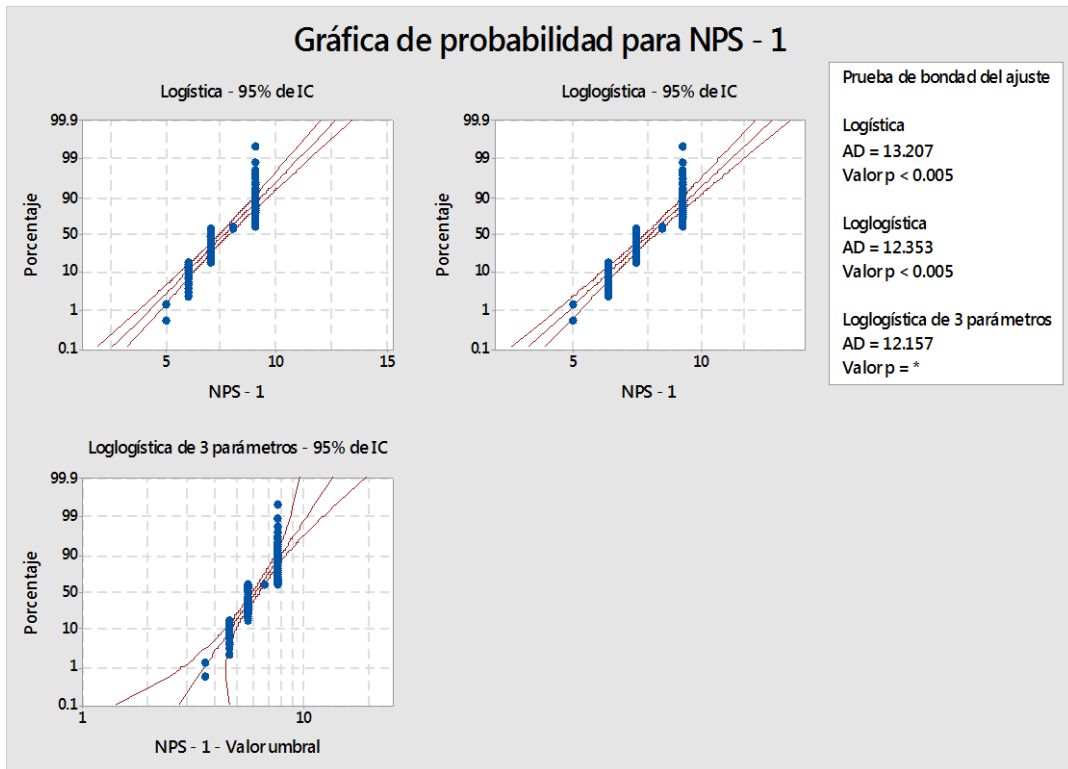 Gráfica de probabilidad para NPS - 1
Logística - 95% de IC
99.9
99
90
50
10
1
0.1
Porcentaje
5
10
15
NPS - 1
Loglogística - 95% de IC
99.9
99
90
50
10
1
0.1
Porcentaje
5
10
NPS - 1
Prueba de bondad del ajuste
Logística
AD = 13.207
Valor p < 0.005
Loglogística
AD = 12.353
Valor p < 0.005
Loglogística de 3 parámetros
AD = 12.157
Valor p = *
Loglogística de 3 parámetros - 95% de IC
99.9
99
90
50
10
1
0.1
Porcentaje
1
10
NPS - 1 - Valor umbral